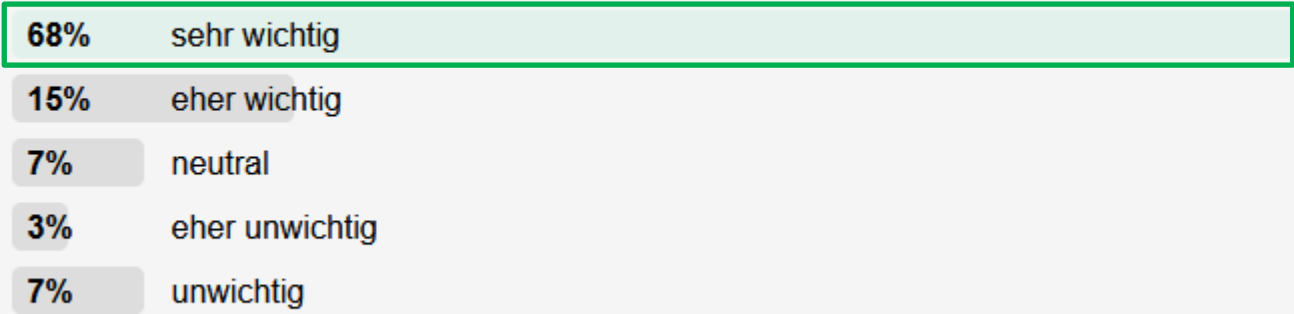 68% sehr wichtig
15% eher wichtig
7% neutral
3% eher unwichtig
7% unwichtig